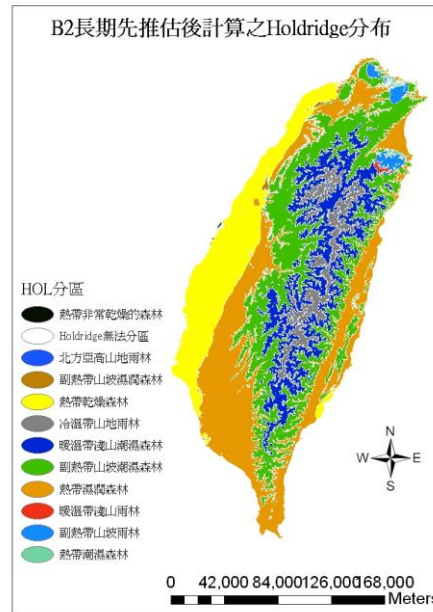 B2長期先推估後計算之Holdridge分布
HOL分區
熱帶非常乾燥的森林
Holdridge無法分區
北方亞高山地雨林
副熱帶山坡濕潤森林
熱帶乾燥森林
冷溫帶山地雨林
暖溫帶淺山潮濕森林
副熱帶山坡潮濕森林
熱帶濕潤森林
暖溫帶淺山雨林
副熱帶山坡雨林
熱帶潮濕森林
N
W E
S
0 42,000 84,000 126,000 168,000
Meters